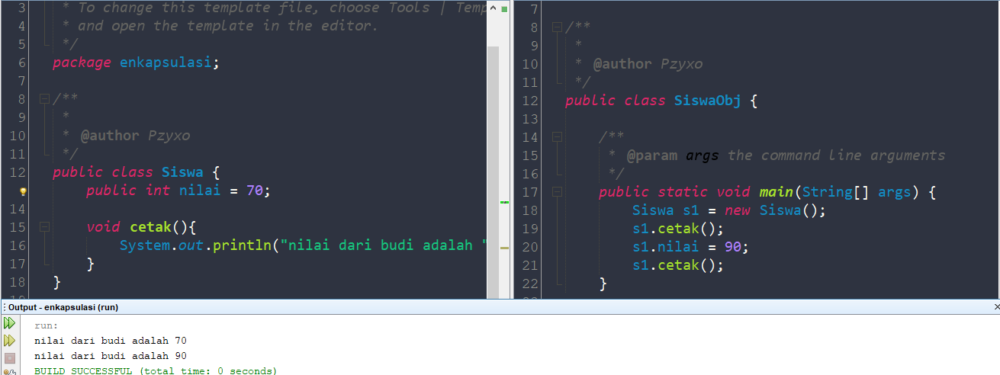 3 * To change this template file, choose Tools | Temp
4 * and open the template in the editor.
5 */
6 package enkapsulasi;
7
8 /**
9 *
10 * @author Pzyxo
11 */
12 public class Siswa {
public int nilai = 70;
14
15 void cetak(){
16 System.out.println("nilai dari budi adalah "
17 }
18 }
7
8 /**
9 *
10 * @author Pzyxo
11 */
12 public class SiswaObj {
13
14 /**
15 * @param args the command line arguments
16 */
17 public static void main(String[] args) {
18 Siswa s1 = new Siswa();
19 s1.cetak();
20 s1.nilai = 90;
21 s1.cetak();
22 }
Output - enkapsulasi (run)
run:
nilai dari budi adalah 70
nilai dari budi adalah 90
BUILD SUCCESSFUL (total time: 0 seconds)